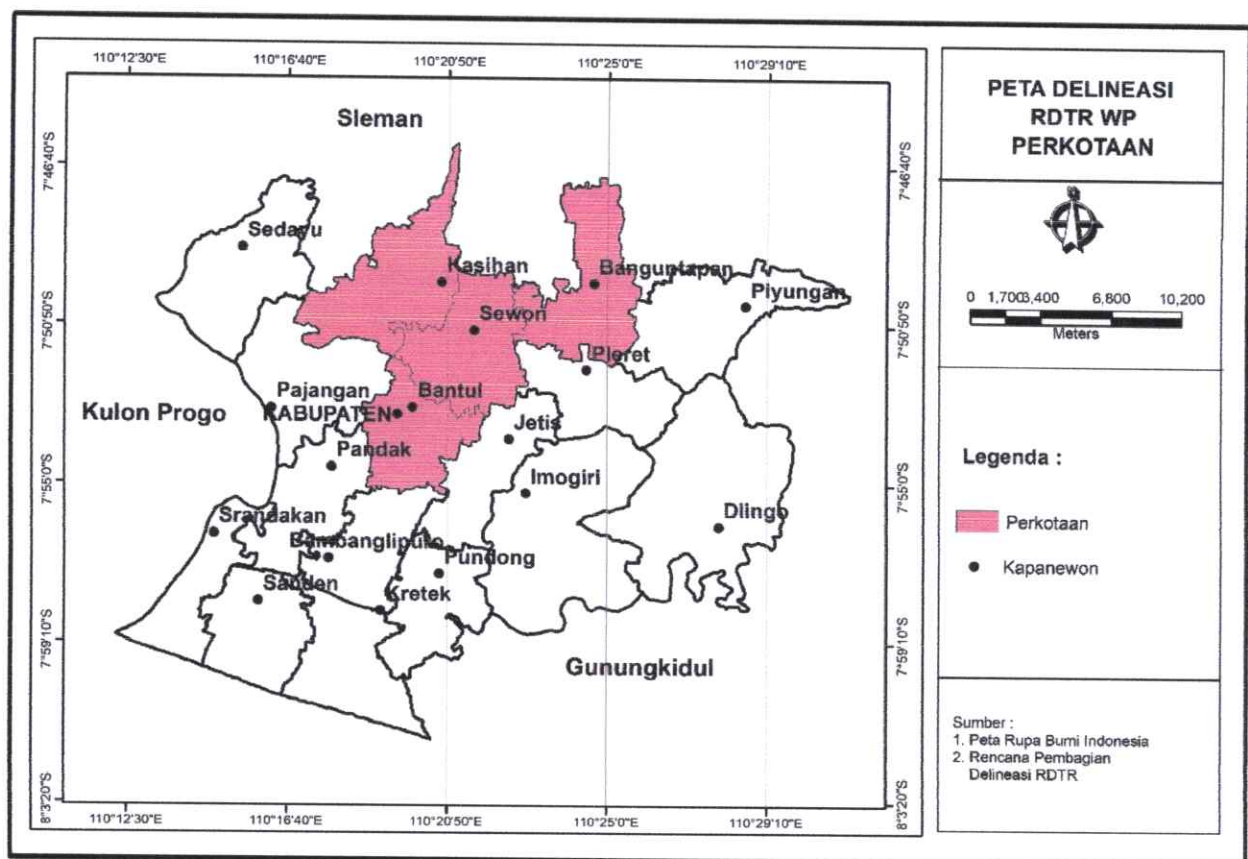 110°12'30"E 110°16'40"E 110°20'50"E 110°25'0"E 110°29'10"E
Sleman
7°46'40"S 7°46'40"S
Sedayu
Kasihan
Banguntapan
Piyungan
Sewon
7°50'50"S 7°50'50"S
Pleret
Pajangan
Bantul
Kulon Progo
KABUPATEN
Jetis
Pandak
Imogiri
7°55'0"S 7°55'0"S
Srandakan
Dlingo
Bambanglipuro
Pundong
Sanden
Kretek
7°59'10"S 7°59'10"S
Gunungkidul
8°3'20"S 8°3'20"S
110°12'30"E 110°16'40"E 110°20'50"E 110°25'0"E 110°29'10"E
PETA DELINEASI
RDTR WP
PERKOTAAN
0 1,700 3,400 6,800 10,200
Meters
Legenda :
Perkotaan
Kapanewon
Sumber :
1. Peta Rupa Bumi Indonesia
2. Rencana Pembagian
Delineasi RDTR